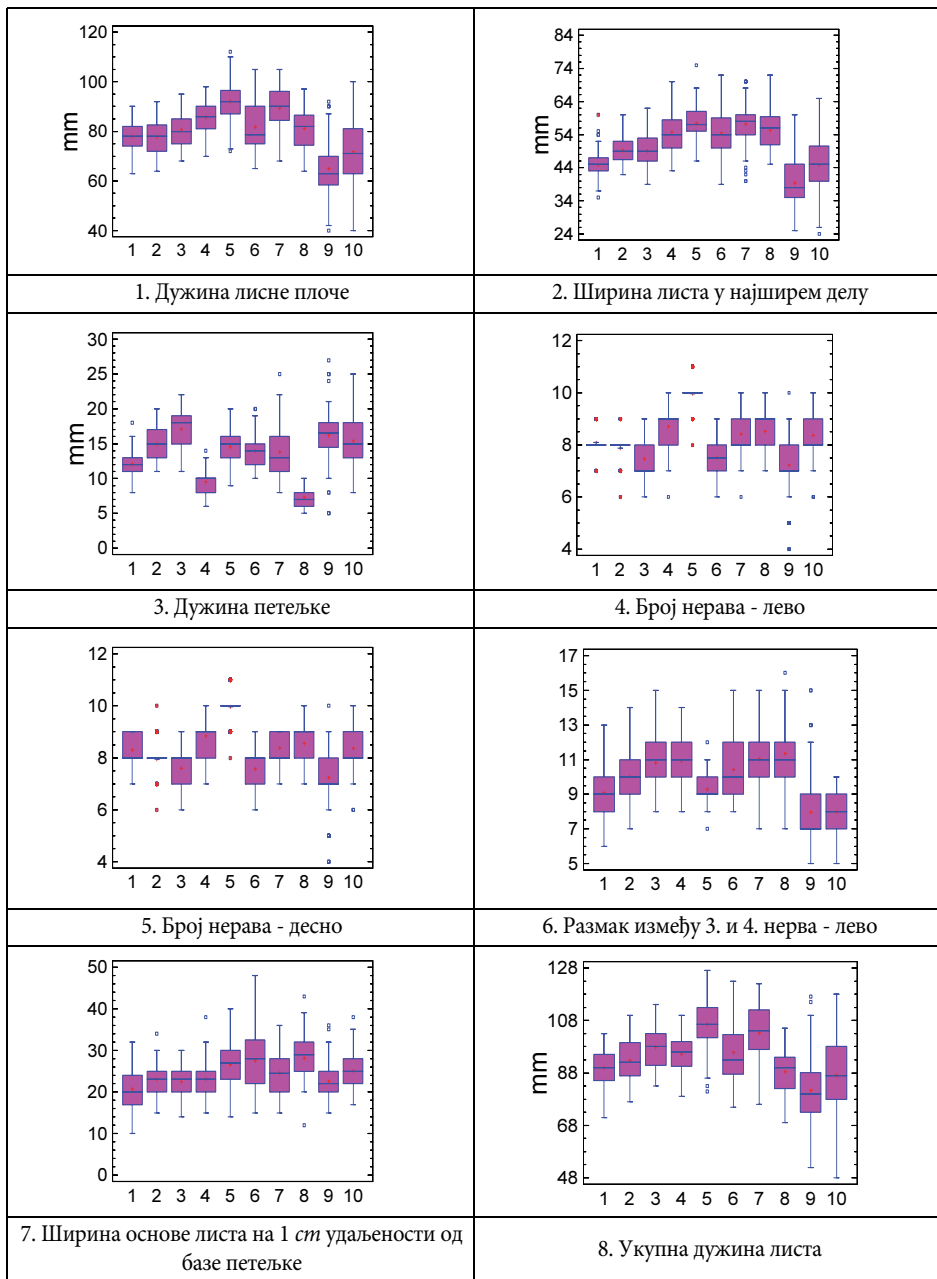 120
100
80
60
40
mm
1 2 3 4 5 6 7 8 9 10
1. Дужина лисне плоче
84
74
64
54
44
34
24
mm
1 2 3 4 5 6 7 8 9 10
2. Ширина листа у најширем делу
30
25
20
15
10
5
0
mm
1 2 3 4 5 6 7 8 9 10
3. Дужина петељке
12
10
8
6
4
1 2 3 4 5 6 7 8 9 10
4. Број нерава - лево
12
10
8
6
4
1 2 3 4 5 6 7 8 9 10
5. Број нерава - десно
17
15
13
11
9
7
5
1 2 3 4 5 6 7 8 9 10
6. Размак између 3. и 4. нерва - лево
50
40
30
20
10
0
1 2 3 4 5 6 7 8 9 10
7. Ширина основе листа на 1 cm удаљености од
базе петељке
128
108
88
68
48
mm
1 2 3 4 5 6 7 8 9 10
8. Укупна дужина листа